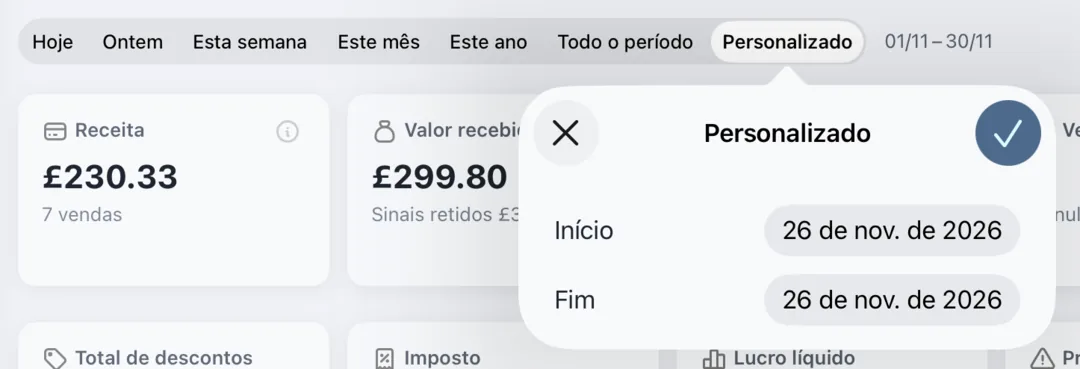 Hoje Ontem Esta semana Este mês Este ano Todo o período Personalizado 01/11 – 30/11
Receita
£230.33
7 vendas
Valor
£299.80
Sinais retidos
Personalizado
Início 26 de nov. de 2026
Fim 26 de nov. de 2026
Total de descontos
Imposto
Lucro líquido